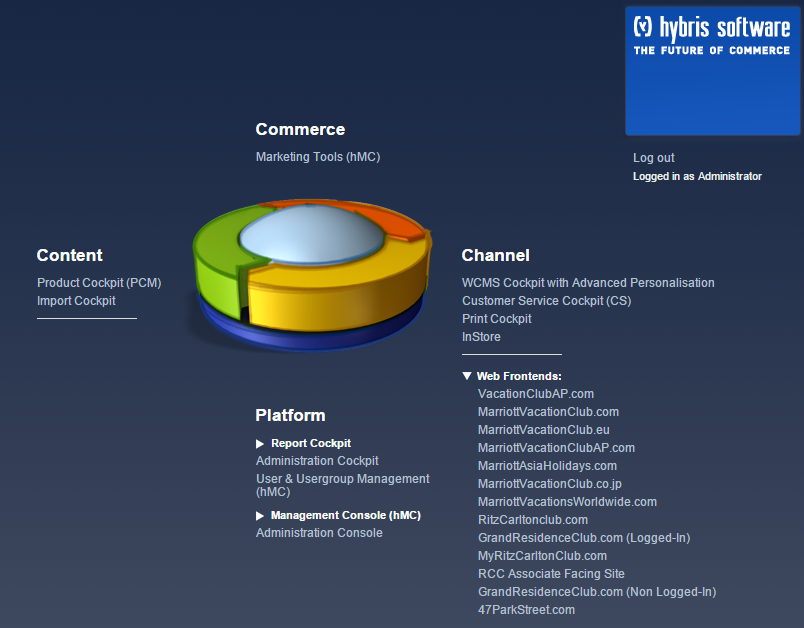 hybris software
THE FUTURE OF COMMERCE
Log out
Logged in as Administrator
Commerce
Marketing Tools (hMC)
Content
Product Cockpit (PCM)
Import Cockpit
Channel
WCMS Cockpit with Advanced Personalisation
Customer Service Cockpit (CS)
Print Cockpit
InStore
Web Frontends:
VacationClubAP.com
MarriottVacationClub.com
MarriottVacationClub.eu
MarriottVacationClubAP.com
MarriottAsiaHolidays.com
MarriottVacationClub.co.jp
MarriottVacationsWorldwide.com
RitzCarltonclub.com
GrandResidenceClub.com (Logged-In)
MyRitzCarltonClub.com
RCC Associate Facing Site
GrandResidenceClub.com (Non Logged-In)
47ParkStreet.com
Platform
Report Cockpit
Administration Cockpit
User & Usergroup Management
(hMC)
Management Console (hMC)
Administration Console